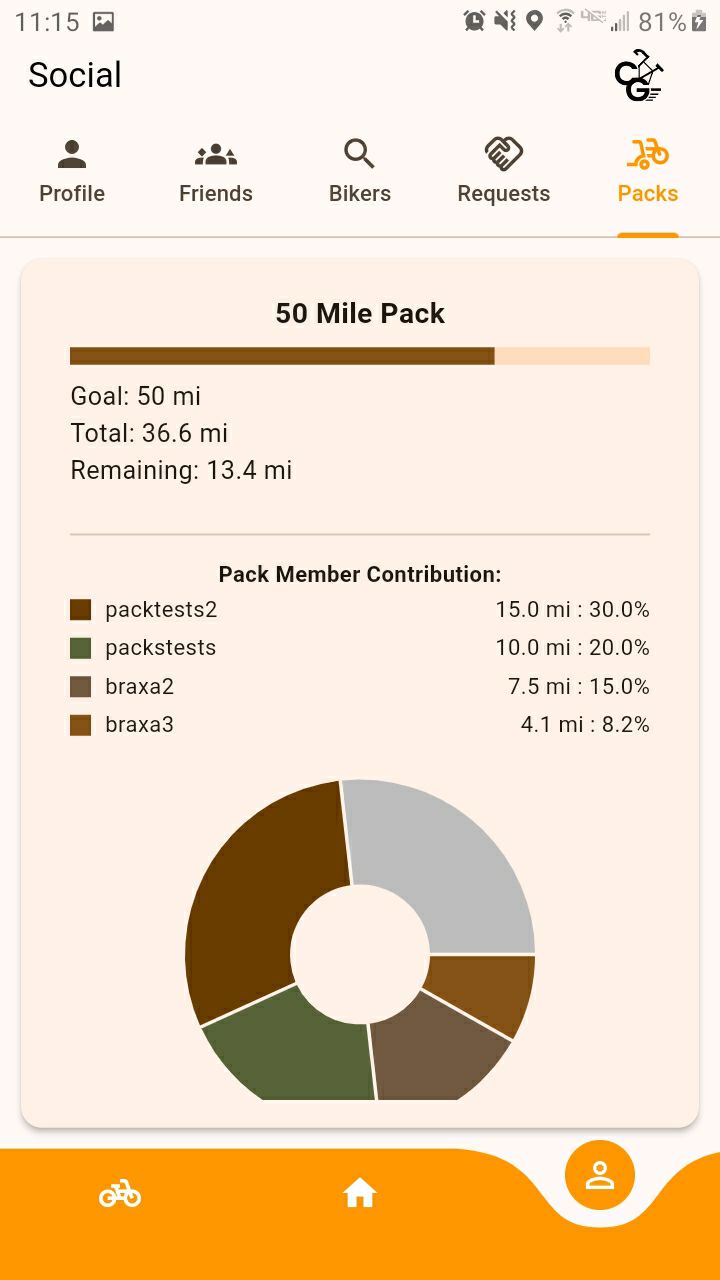 11:15 81%
Social
CG
Profile Friends Bikers Requests Packs
50 Mile Pack
Goal: 50 mi
Total: 36.6 mi
Remaining: 13.4 mi
Pack Member Contribution:
packtests2 15.0 mi : 30.0%
packstests 10.0 mi : 20.0%
braxa2 7.5 mi : 15.0%
braxa3 4.1 mi : 8.2%